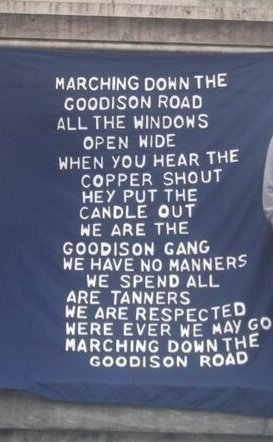 MARCHING DOWN THE
GOODISON ROAD
ALL THE WINDOWS
OPEN WIDE
WHEN YOU HEAR THE
COPPER SHOUT
HEY PUT THE
CANDLE OUT
WE ARE THE
GOODISON GANG
WE HAVE NO MANNERS
WE SPEND ALL
ARE TANNERS
WE ARE RESPECTED
WERE EVER WE MAY GO
MARCHING DOWN THE
GOODISON ROAD